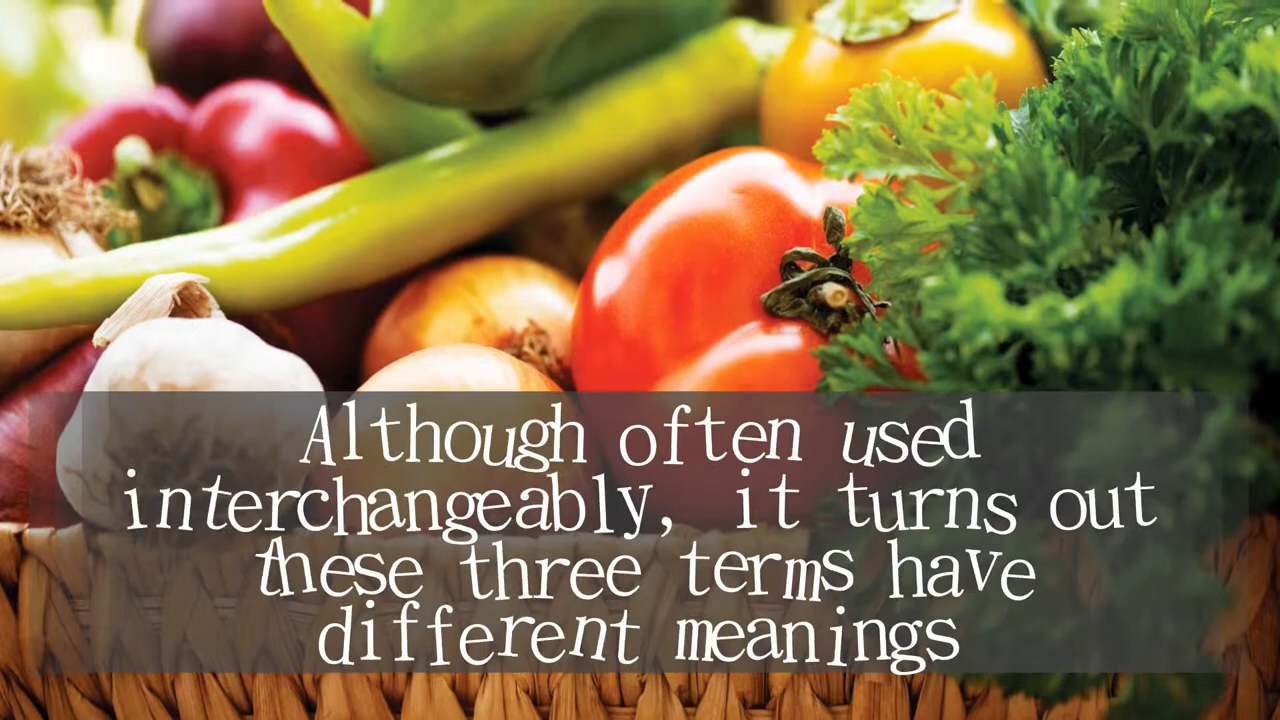 Although often used
interchangeably, it turns out
these three terms have
different meanings